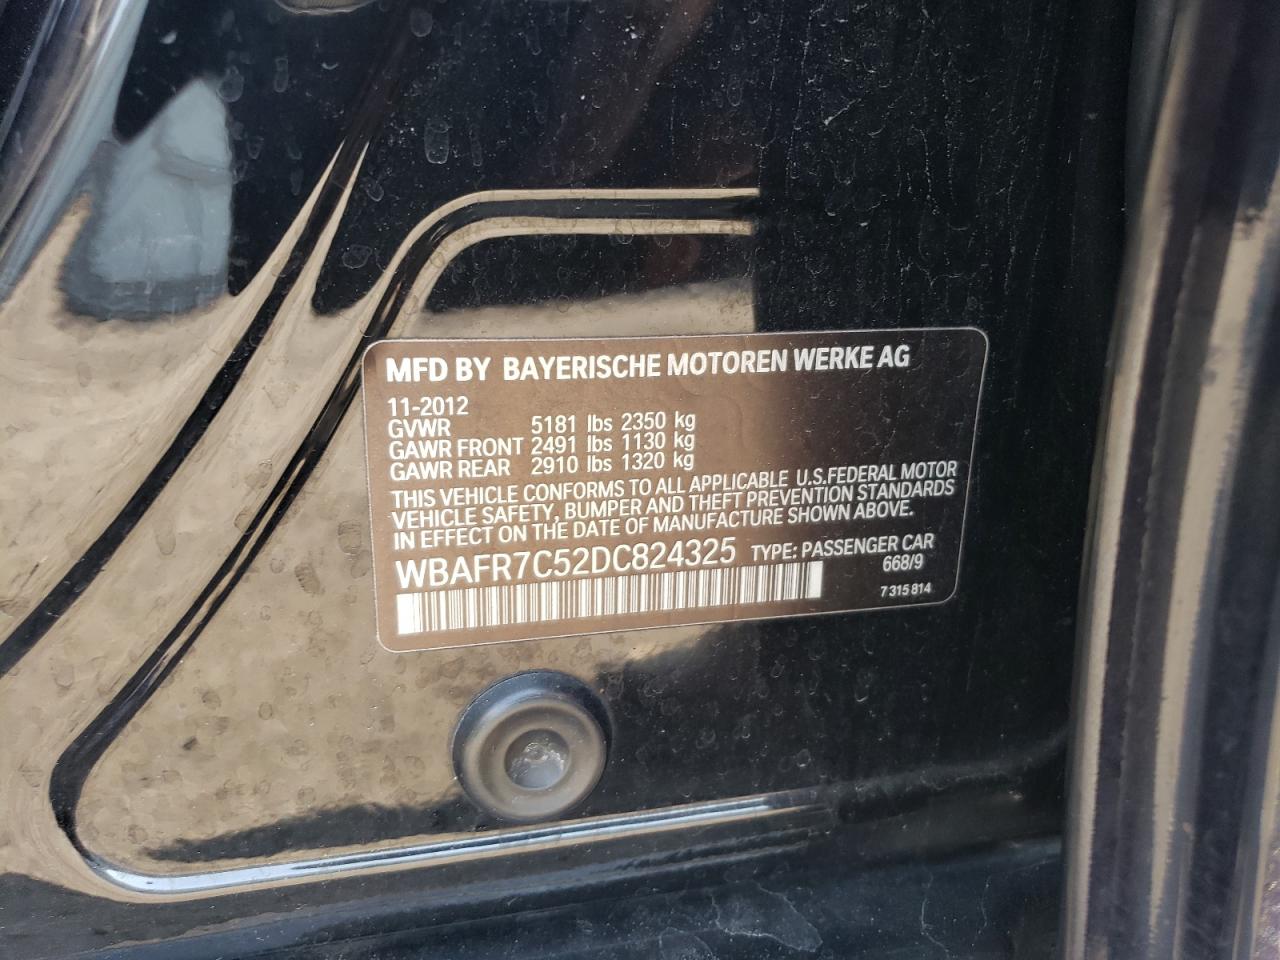 MFD BY BAYERISCHE MOTOREN WERKE AG
11-2012
GVWR 5181 lbs 2350 kg
GAWR FRONT 2491 lbs 1130 kg
GAWR REAR 2910 lbs 1320 kg
THIS VEHICLE CONFORMS TO ALL APPLICABLE U.S.FEDERAL MOTOR
VEHICLE SAFETY, BUMPER AND THEFT PREVENTION STANDARDS
IN EFFECT ON THE DATE OF MANUFACTURE SHOWN ABOVE.
WBAFR7C52DC824325 TYPE: PASSENGER CAR
668/9
7 315 814